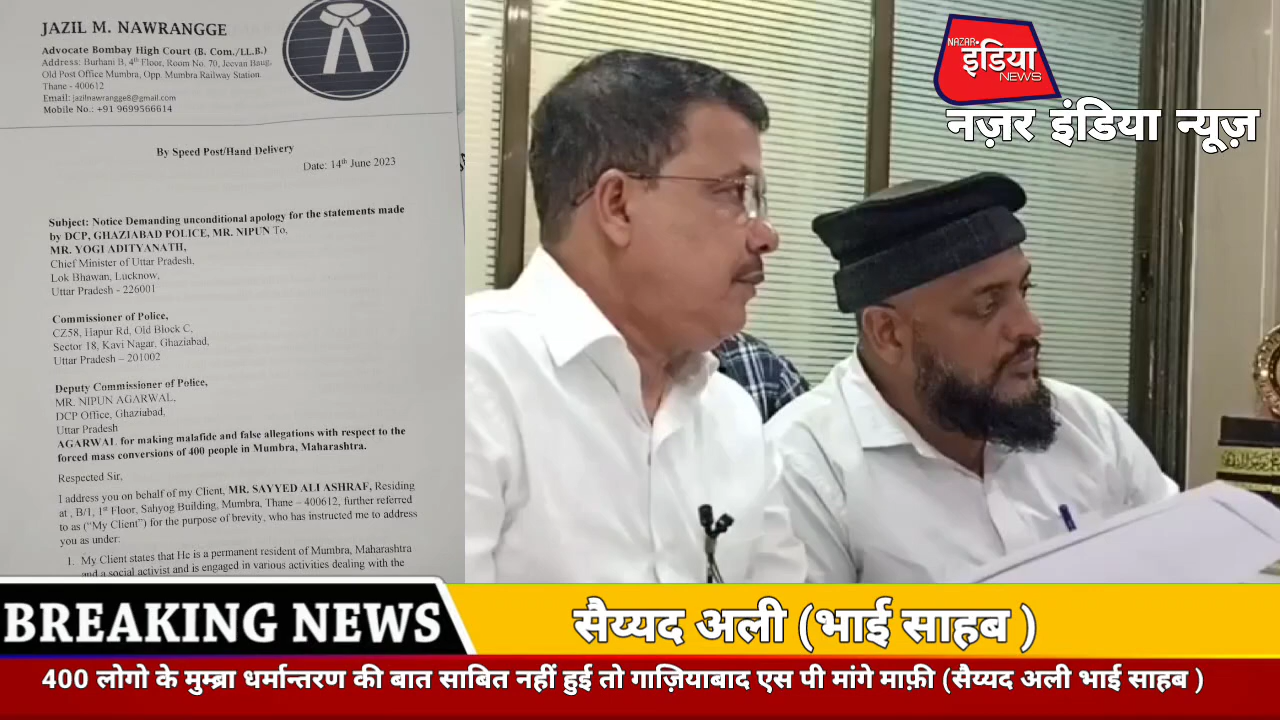 JAZIL M. NAWRANGGE
Advocate Bombay High Court (B. Com./LL.B.)
Address: Burhani B, 4th Floor, Room No. 70, Jeevan Baug,
Old Post Office Mumbra, Opp. Mumbra Railway Station.
Thane - 400612
Email: jazilnawrangge8@gmail.com
Mobile No.: +91 9699566614
By Speed Post/Hand Delivery
Date: 14th June 2023
Subject: Notice Demanding unconditional apology for the statements made
by DCP, GHAZIABAD POLICE, MR. NIPUN To,
MR. YOGI ADITYANATH,
Chief Minister of Uttar Pradesh,
Lok Bhawan, Lucknow,
Uttar Pradesh - 226001
Commissioner of Police,
CZ58, Hapur Rd, Old Block C,
Sector 18, Kavi Nagar, Ghaziabad,
Uttar Pradesh – 201002
Deputy Commissioner of Police,
MR. NIPUN AGARWAL,
DCP Office, Ghaziabad,
Uttar Pradesh
AGARWAL for making malafide and false allegations with respect to the
forced mass conversions of 400 people in Mumbra, Maharashtra.
Respected Sir,
I address you on behalf of my Client, MR. SAYYED ALI ASHRAF, Residing
at , B/1, 1st Floor, Sahyog Building, Mumbra, Thane – 400612, further referred
to as ("My Client") for the purpose of brevity, who has instructed me to address
you as under:
1. My Client states that He is a permanent resident of Mumbra, Maharashtra
and a social activist and is engaged in various activities dealing with the
NAZAR
इंडिया
NEWS
नज़र इंडिया न्यूज़
BREAKING NEWS
सैय्यद अली (भाई साहब )
400 लोगो के मुम्ब्रा धर्मान्तरण की बात साबित नहीं हुई तो गाज़ियाबाद एस पी मांगे माफ़ी (सैय्यद अली भाई साहब )